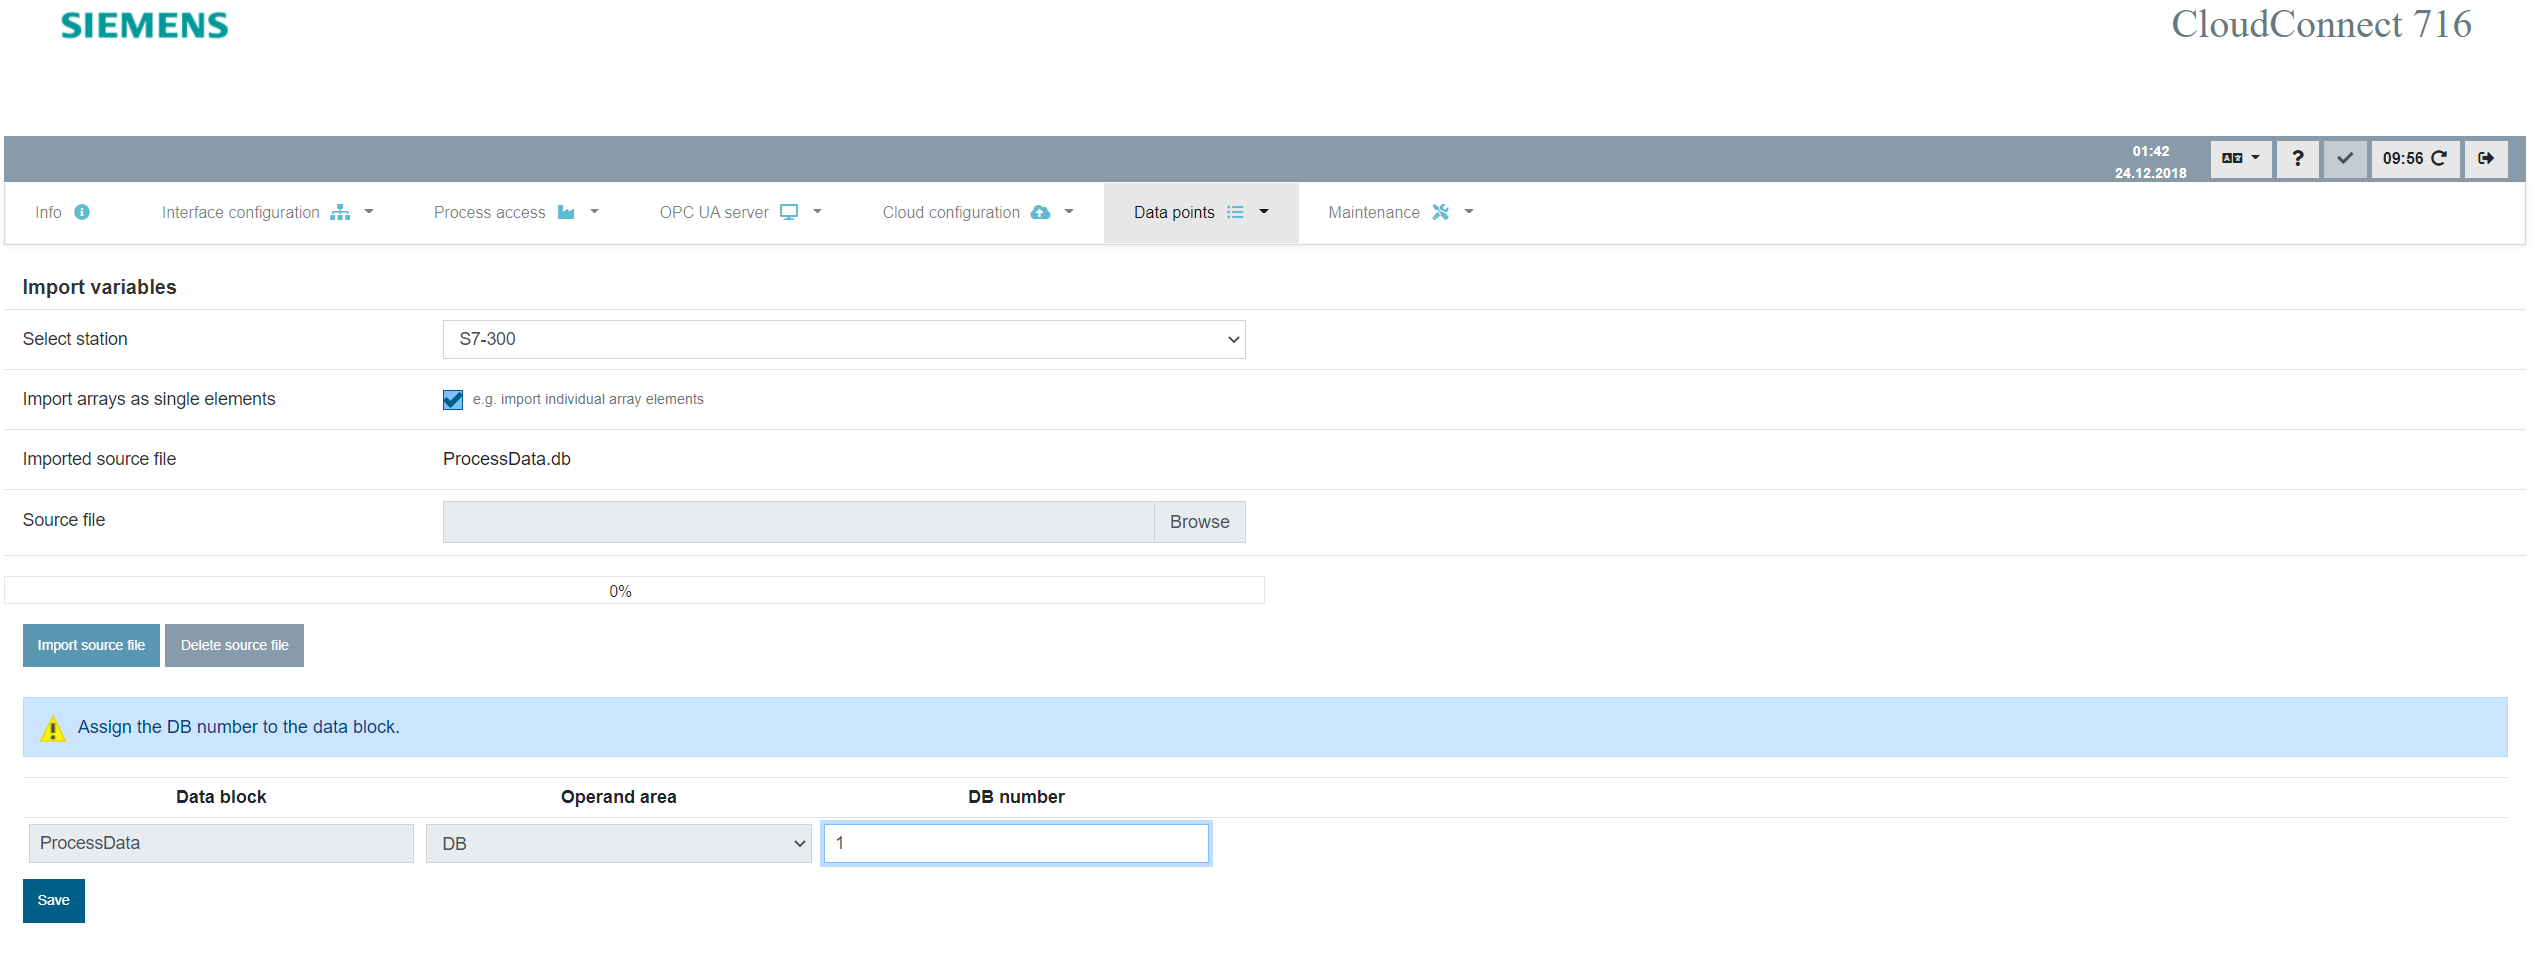 SIEMENS
CloudConnect 716
01:42
24.12.2018
?
09:56
Info
Interface configuration
Process access
OPC UA server
Cloud configuration
Data points
Maintenance
Import variables
Select station
S7-300
Import arrays as single elements
e.g. import individual array elements
Imported source file
ProcessData.db
Source file
Browse
0%
Import source file
Delete source file
Assign the DB number to the data block.
Data block
Operand area
DB number
ProcessData
DB
1
Save